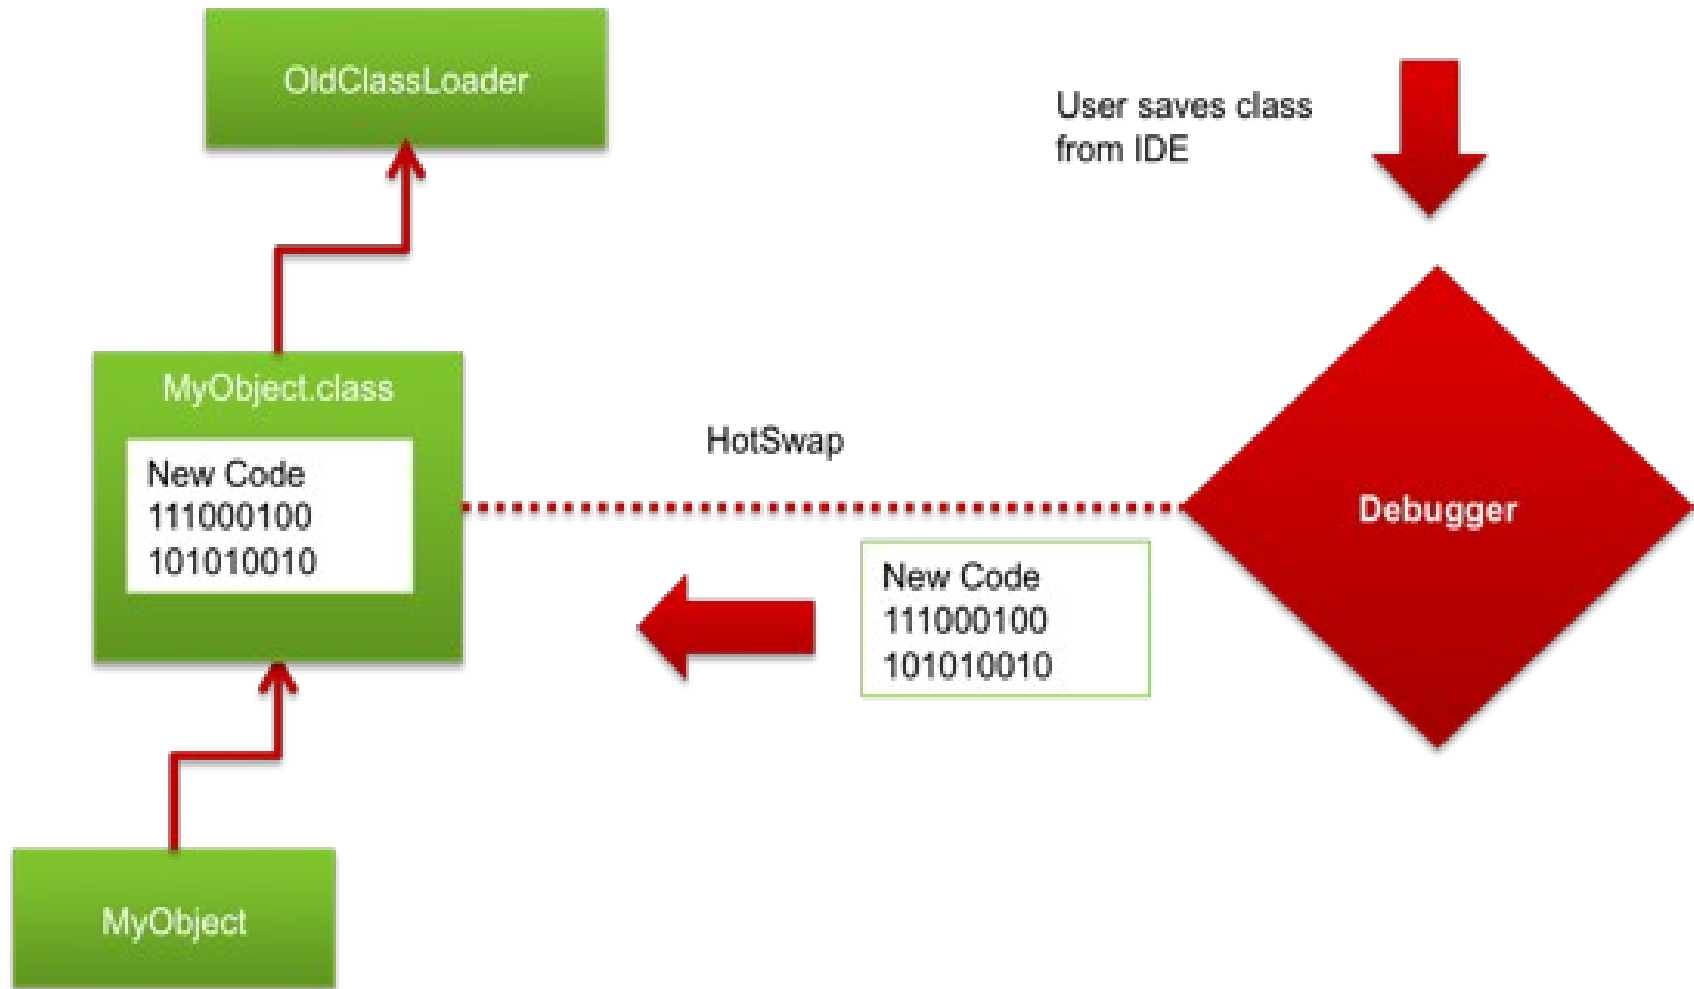 OldClassLoader
User saves class
from IDE
MyObject.class
New Code
111000100
101010010
HotSwap
Debugger
New Code
111000100
101010010
MyObject